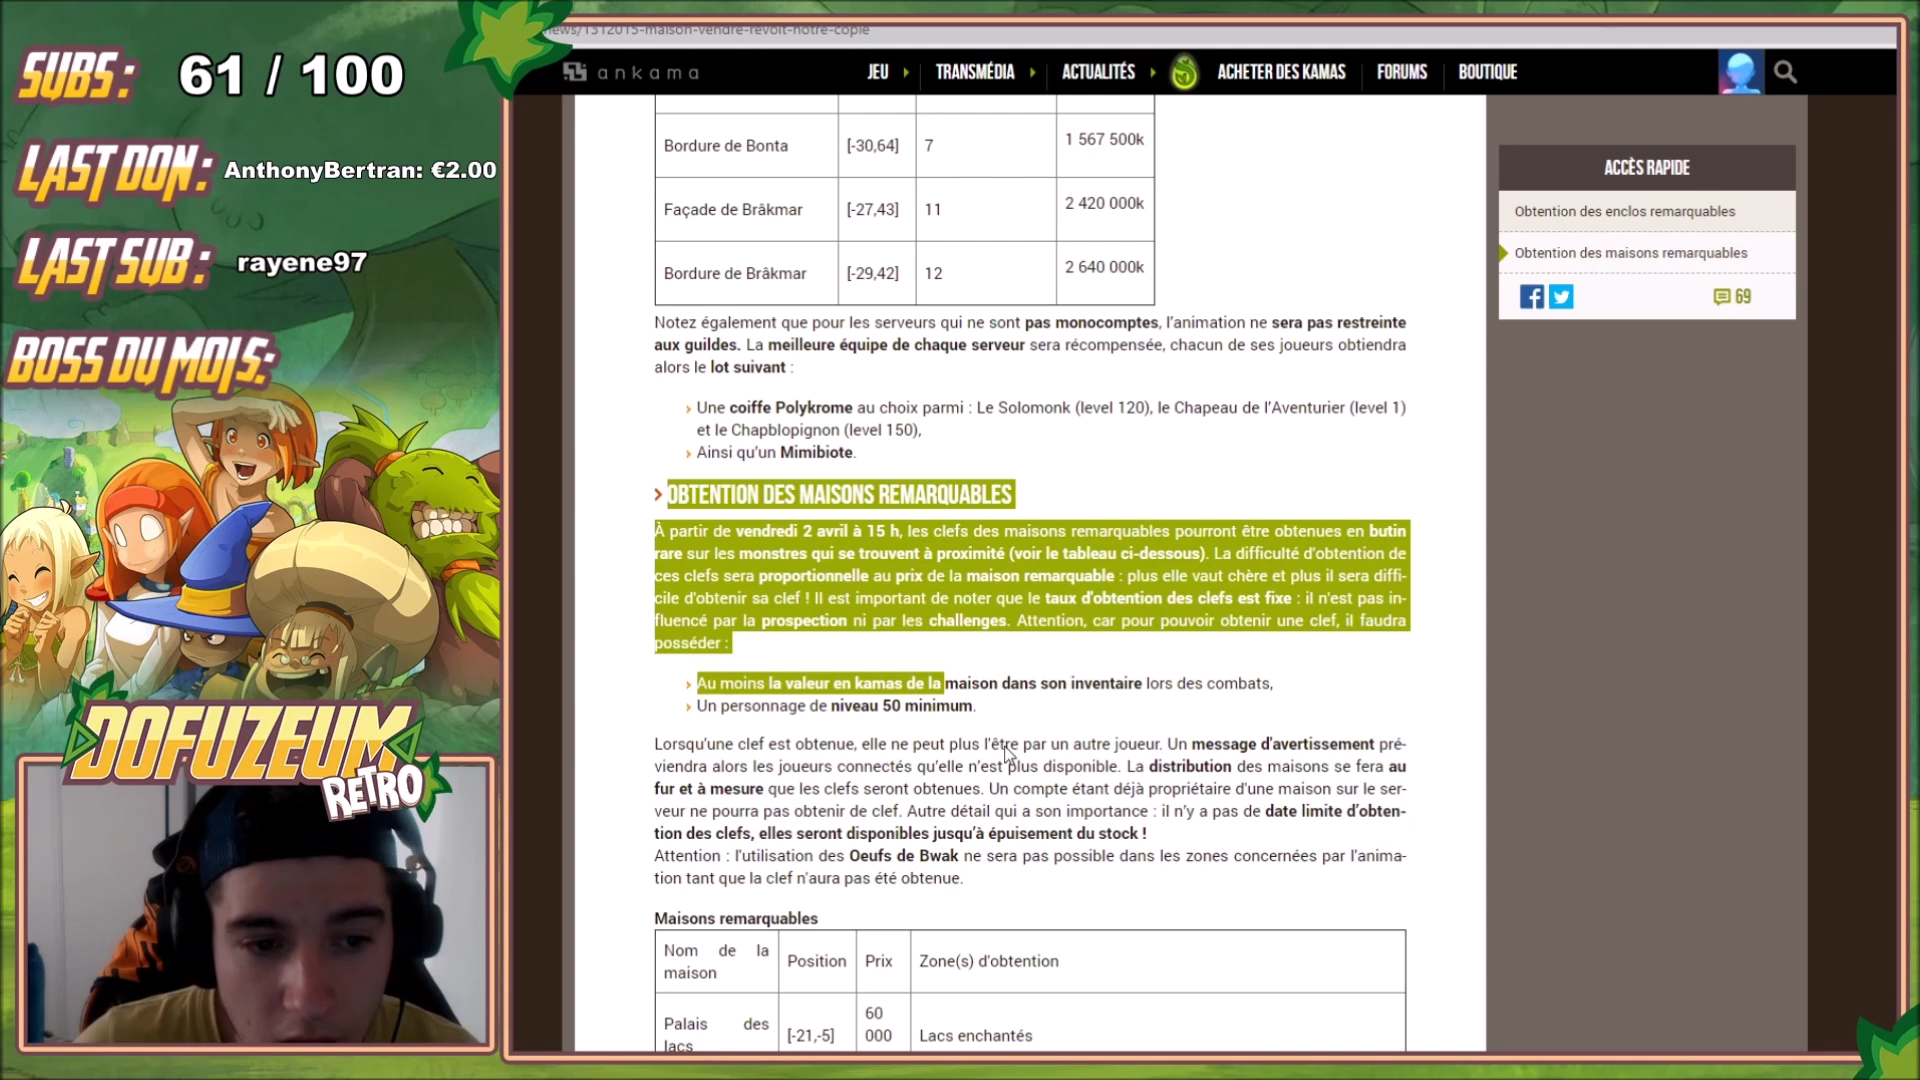 SUBS: 61 / 100
LAST DON: AnthonyBertran: €2.00
LAST SUB: rayene97
BOSS DU MOIS:
DOFUZEUM
RETRO
news/1312015-maison-vendre-revoit-notre-copie
ankama JEU TRANSMÉDIA ACTUALITÉS ACHETER DES KAMAS FORUMS BOUTIQUE
Bordure de Bonta [-30,64] 7 1 567 500k
Façade de Brâkmar [-27,43] 11 2 420 000k
Bordure de Brâkmar [-29,42] 12 2 640 000k
Notez également que pour les serveurs qui ne sont pas monocomptes, l'animation ne sera pas restreinte
aux guildes. La meilleure équipe de chaque serveur sera récompensée, chacun de ses joueurs obtiendra
alors le lot suivant :
› Une coiffe Polykrome au choix parmi : Le Solomonk (level 120), le Chapeau de l'Aventurier (level 1)
et le Chapblopignon (level 150),
› Ainsi qu'un Mimibiote.
› OBTENTION DES MAISONS REMARQUABLES
À partir de vendredi 2 avril à 15 h, les clefs des maisons remarquables pourront être obtenues en butin
rare sur les monstres qui se trouvent à proximité (voir le tableau ci-dessous). La difficulté d'obtention de
ces clefs sera proportionnelle au prix de la maison remarquable : plus elle vaut chère et plus il sera diffi-
cile d'obtenir sa clef ! Il est important de noter que le taux d'obtention des clefs est fixe : il n'est pas in-
fluencé par la prospection ni par les challenges. Attention, car pour pouvoir obtenir une clef, il faudra
posséder :
› Au moins la valeur en kamas de la maison dans son inventaire lors des combats,
› Un personnage de niveau 50 minimum.
Lorsqu'une clef est obtenue, elle ne peut plus l'être par un autre joueur. Un message d'avertissement pré-
viendra alors les joueurs connectés qu'elle n'est plus disponible. La distribution des maisons se fera au
fur et à mesure que les clefs seront obtenues. Un compte étant déjà propriétaire d'une maison sur le ser-
veur ne pourra pas obtenir de clef. Autre détail qui a son importance : il n'y a pas de date limite d'obten-
tion des clefs, elles seront disponibles jusqu'à épuisement du stock !
Attention : l'utilisation des Oeufs de Bwak ne sera pas possible dans les zones concernées par l'anima-
tion tant que la clef n'aura pas été obtenue.
Maisons remarquables
Nom de la maison Position Prix Zone(s) d'obtention
Palais des lacs [-21,-5] 60 000 Lacs enchantés
ACCÈS RAPIDE
Obtention des enclos remarquables
Obtention des maisons remarquables
69